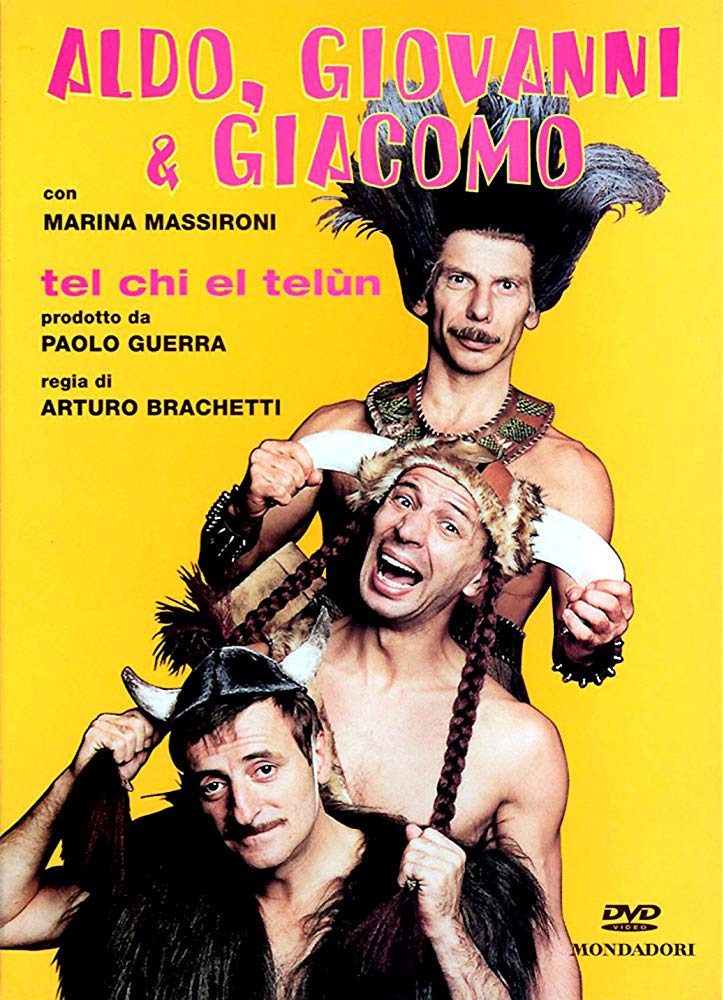 ALDO, GIOVANNI
& GIACOMO
con
MARINA MASSIRONI
tel chi el telùn
prodotto da
PAOLO GUERRA
regia di
ARTURO BRACHETTI
DVD
VIDEO
MONDADORI